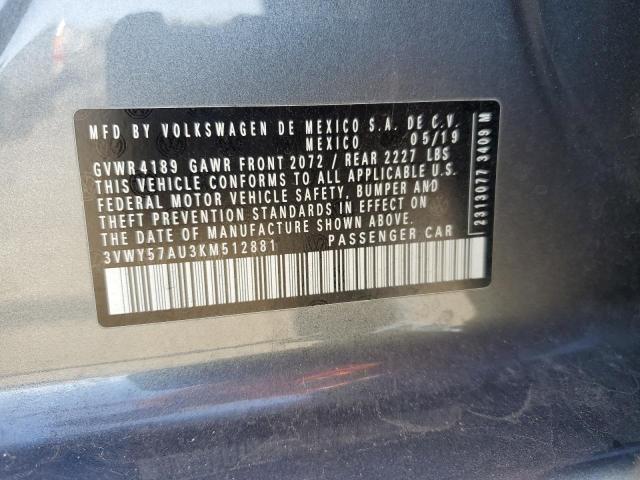 MFD BY VOLKSWAGEN DE MEXICO S.A. DE C.V.
MEXICO 05/19
GVWR4189 GAWR FRONT 2072 / REAR 2227 LBS
THIS VEHICLE CONFORMS TO ALL APPLICABLE U.S.
FEDERAL MOTOR VEHICLE SAFETY, BUMPER AND
THEFT PREVENTION STANDARDS IN EFFECT ON
THE DATE OF MANUFACTURE SHOWN ABOVE.
3VWY57AU3KM512881 PASSENGER CAR
2313077 3409 M